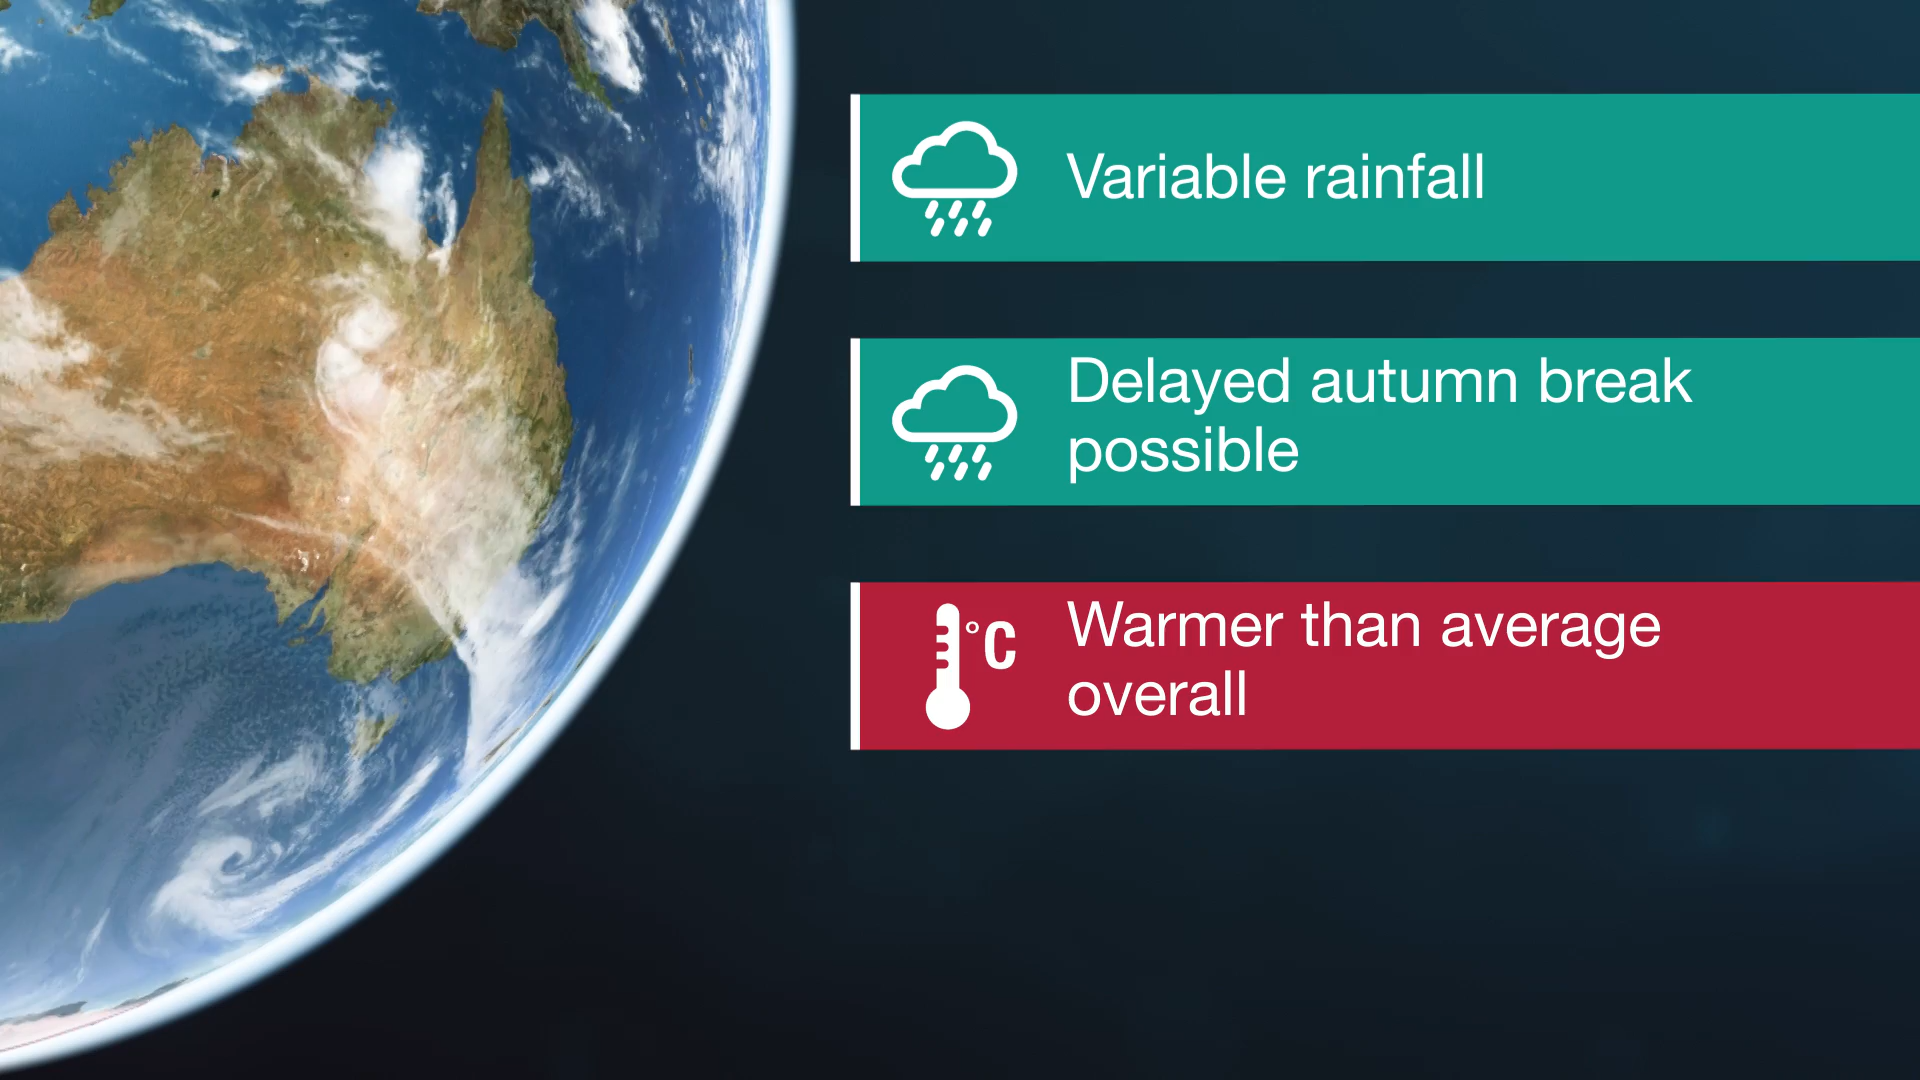 Variable rainfall
Delayed autumn break
possible
°C
Warmer than average
overall